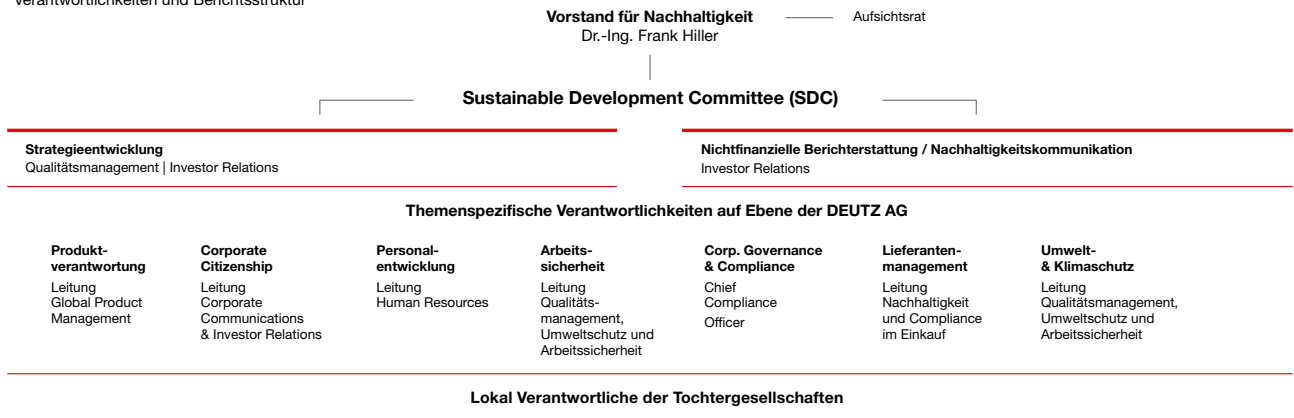 Verantwortlichkeiten und Berichtsstruktur
Vorstand für Nachhaltigkeit
Aufsichtsrat
Dr.-Ing. Frank Hiller
Sustainable Development Committee (SDC)
Strategieentwicklung
Qualitätsmanagement | Investor Relations
Nichtfinanzielle Berichterstattung / Nachhaltigkeitskommunikation
Investor Relations
Themenspezifische Verantwortlichkeiten auf Ebene der DEUTZ AG
Produkt-
verantwortung
Leitung
Global Product
Management
Corporate
Citizenship
Leitung
Corporate
Communications
& Investor Relations
Personal-
entwicklung
Leitung
Human Resources
Arbeits-
sicherheit
Leitung
Qualitäts-
management,
Umweltschutz und
Arbeitssicherheit
Corp. Governance
& Compliance
Chief
Compliance
Officer
Lieferanten-
management
Leitung
Nachhaltigkeit
und Compliance
im Einkauf
Umwelt-
& Klimaschutz
Leitung
Qualitätsmanagement,
Umweltschutz und
Arbeitssicherheit
Lokal Verantwortliche der Tochtergesellschaften